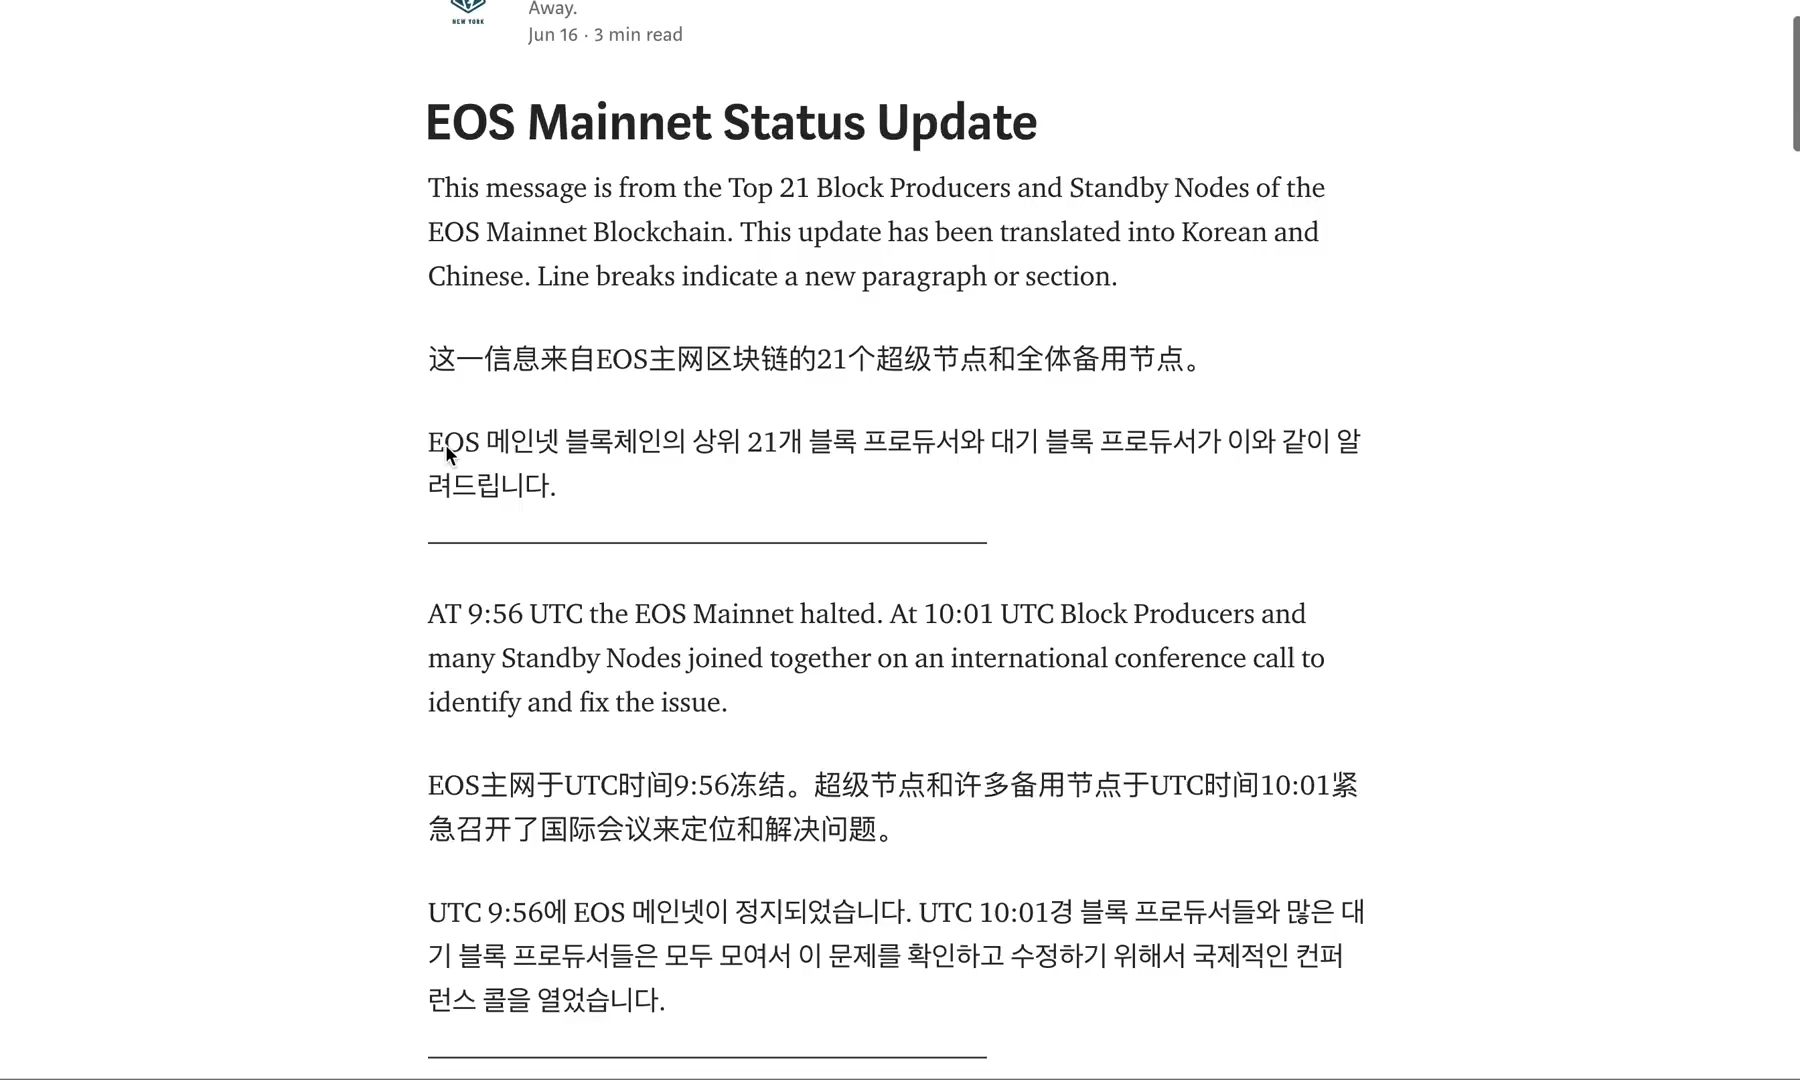 NEW YORK
Away.
Jun 16 · 3 min read
EOS Mainnet Status Update
This message is from the Top 21 Block Producers and Standby Nodes of the
EOS Mainnet Blockchain. This update has been translated into Korean and
Chinese. Line breaks indicate a new paragraph or section.
这一信息来自EOS主网区块链的21个超级节点和全体备用节点。
EOS 메인넷 블록체인의 상위 21개 블록 프로듀서와 대기 블록 프로듀서가 이와 같이 알
려드립니다.
AT 9:56 UTC the EOS Mainnet halted. At 10:01 UTC Block Producers and
many Standby Nodes joined together on an international conference call to
identify and fix the issue.
EOS主网于UTC时间9:56冻结。超级节点和许多备用节点于UTC时间10:01紧
急召开了国际会议来定位和解决问题。
UTC 9:56에 EOS 메인넷이 정지되었습니다. UTC 10:01경 블록 프로듀서들와 많은 대
기 블록 프로듀서들은 모두 모여서 이 문제를 확인하고 수정하기 위해서 국제적인 컨퍼
런스 콜을 열었습니다.